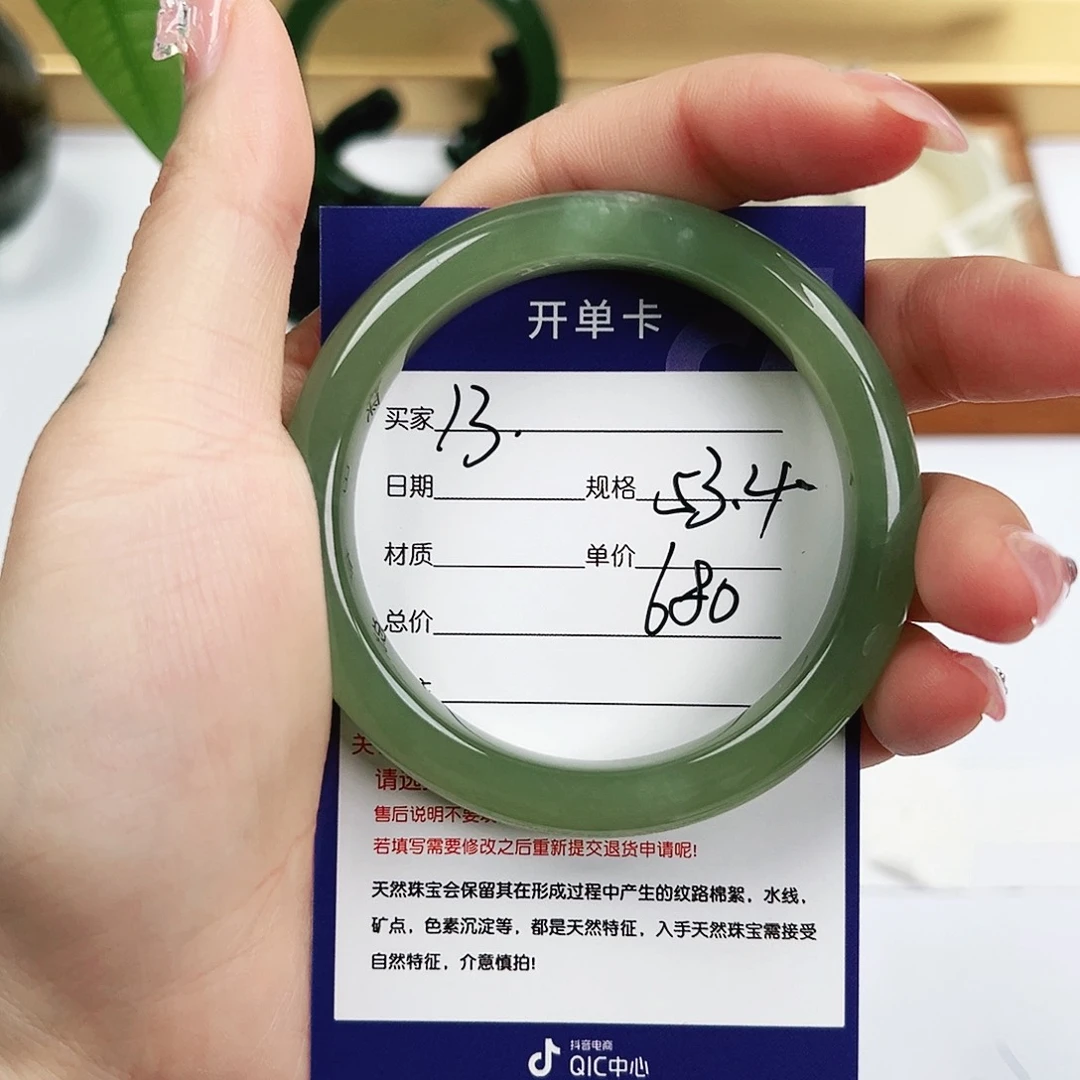 开单卡
买家 13.
日期 规格 53.4
材质 单价 680
总价
关
请
售后说明不要
若填写需要修改之后重新提交退货申请呢!
天然珠宝会保留其在形成过程中产生的纹路棉絮，水线，
矿点，色素沉淀等，都是天然特征，入手天然珠宝需接受
自然特征，介意慎拍!
抖音电商
QIC中心